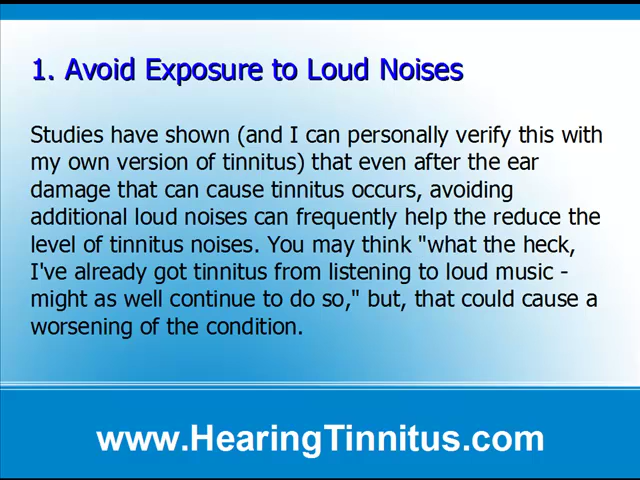 1. Avoid Exposure to Loud Noises
Studies have shown (and I can personally verify this with
my own version of tinnitus) that even after the ear
damage that can cause tinnitus occurs, avoiding
additional loud noises can frequently help the reduce the
level of tinnitus noises. You may think "what the heck,
I've already got tinnitus from listening to loud music -
might as well continue to do so," but, that could cause a
worsening of the condition.
www.HearingTinnitus.com